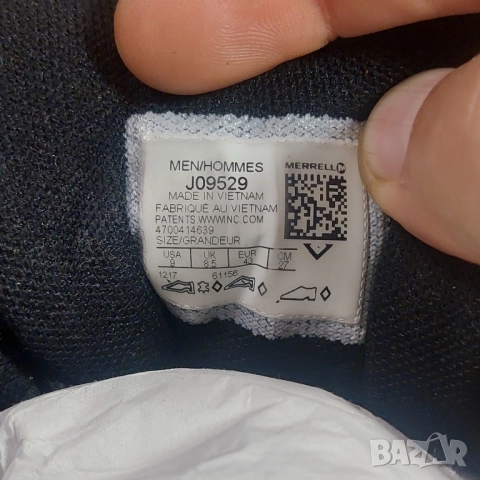 MEN/HOMMES
J09529
MADE IN VIETNAM
FABRIQUÉ AU VIETNAM
PATENTS WWWINC.COM
4700414639
SIZE/GRANDEUR
USA UK EUR CM
9 8.5 43 27
1217 61156
MERRELL
BAZAR